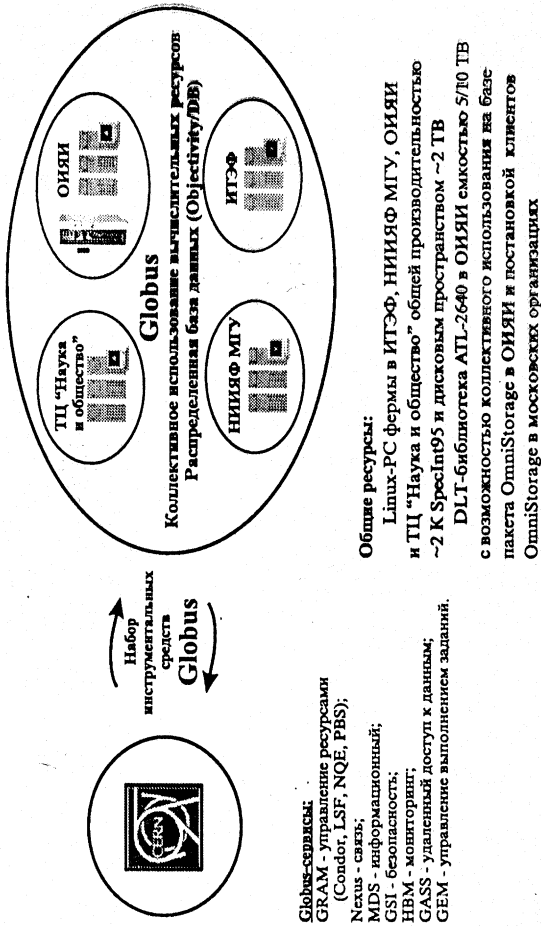 CERN
Набор
инструментальных
средств
Globus
ТЦ “Наука
и общество”
ОИЯИ
Globus
Коллективное использование вычислительных ресурсов
Распределенная база данных (Objectivity/DB)
НИИЯФ МГУ
ИТЭФ
Globus-сервисы:
GRAM - управление ресурсами
(Condor, LSF, NQE, PBS);
Nexus - связь;
MDS - информационный;
GSI - безопасность;
HBM - мониторинг;
GASS - удаленный доступ к данным;
GEM - управление выполнением заданий.
Общие ресурсы:
Linux-PC фермы в ИТЭФ, НИИЯФ МГУ, ОИЯИ
и ТЦ “Наука и общество” общей производительностью
~2 K SpecInt95 и дисковым пространством ~2 TB
DLT-библиотека ATL-2640 в ОИЯИ емкостью 5/10 TB
с возможностью коллективного использования на базе
пакета OmniStorage в ОИЯИ и постановкой клиентов
OmniStorage в московских организациях